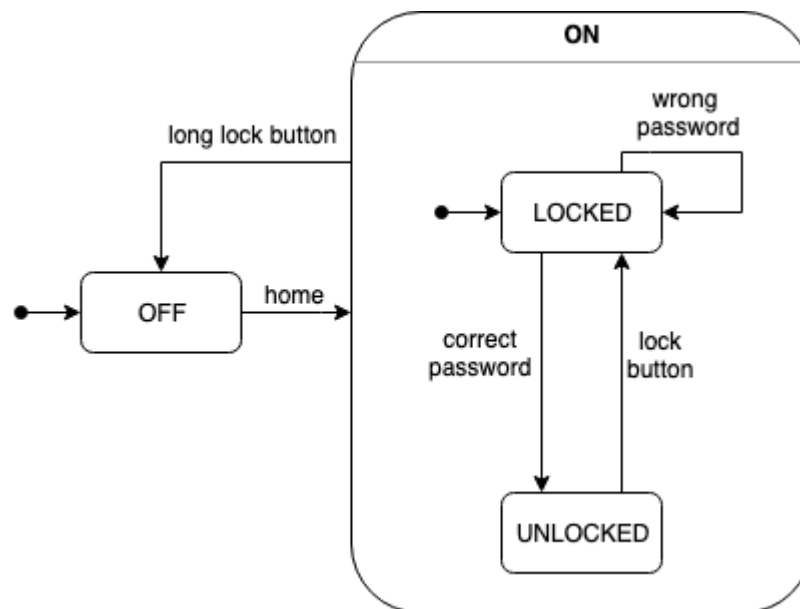 ON
wrong
password
long lock button
LOCKED
OFF
home
correct
password
lock
button
UNLOCKED